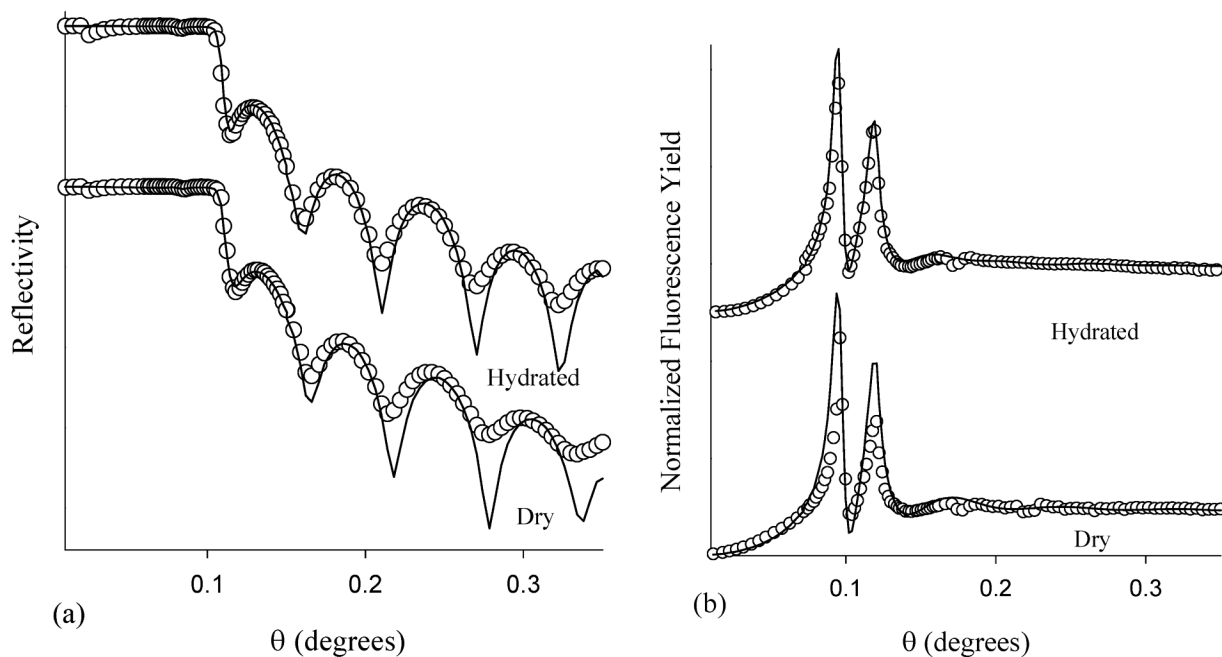 Reflectivity
Hydrated
Dry
0.1
0.2
0.3
(a)
θ (degrees)
Normalized Fluorescence Yield
Hydrated
Dry
0.1
0.2
0.3
(b)
θ (degrees)